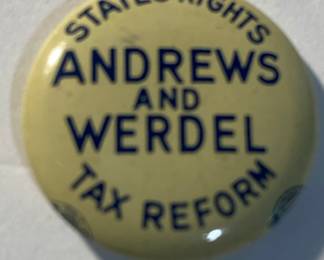 STATES RIGHTS
ANDREWS
AND
WERDEL
TAX REFORM